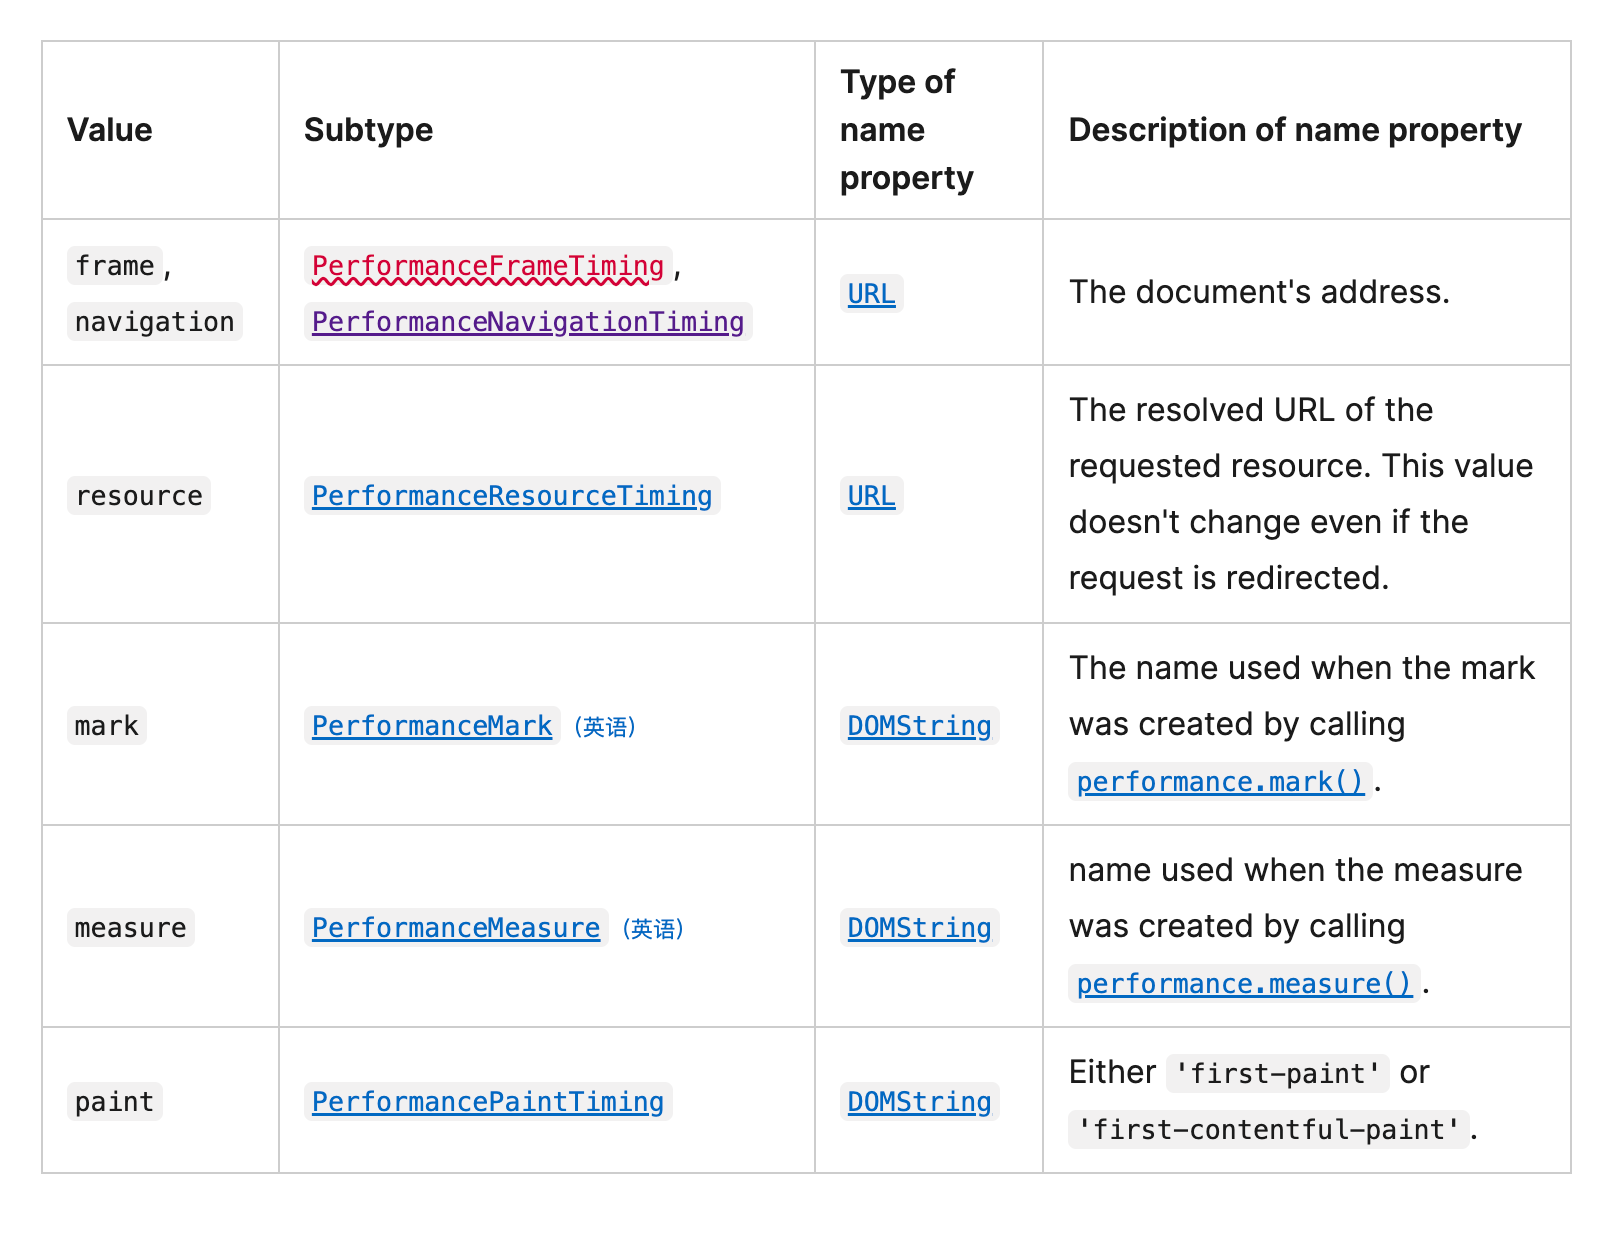 Value
Subtype
Type of
name
property
Description of name property
frame,
navigation
PerformanceFrameTiming,
PerformanceNavigationTiming
URL
The document's address.
resource
PerformanceResourceTiming
URL
The resolved URL of the
requested resource. This value
doesn't change even if the
request is redirected.
mark
PerformanceMark (英语)
DOMString
The name used when the mark
was created by calling
performance.mark().
measure
PerformanceMeasure (英语)
DOMString
name used when the measure
was created by calling
performance.measure().
paint
PerformancePaintTiming
DOMString
Either 'first-paint' or
'first-contentful-paint'.